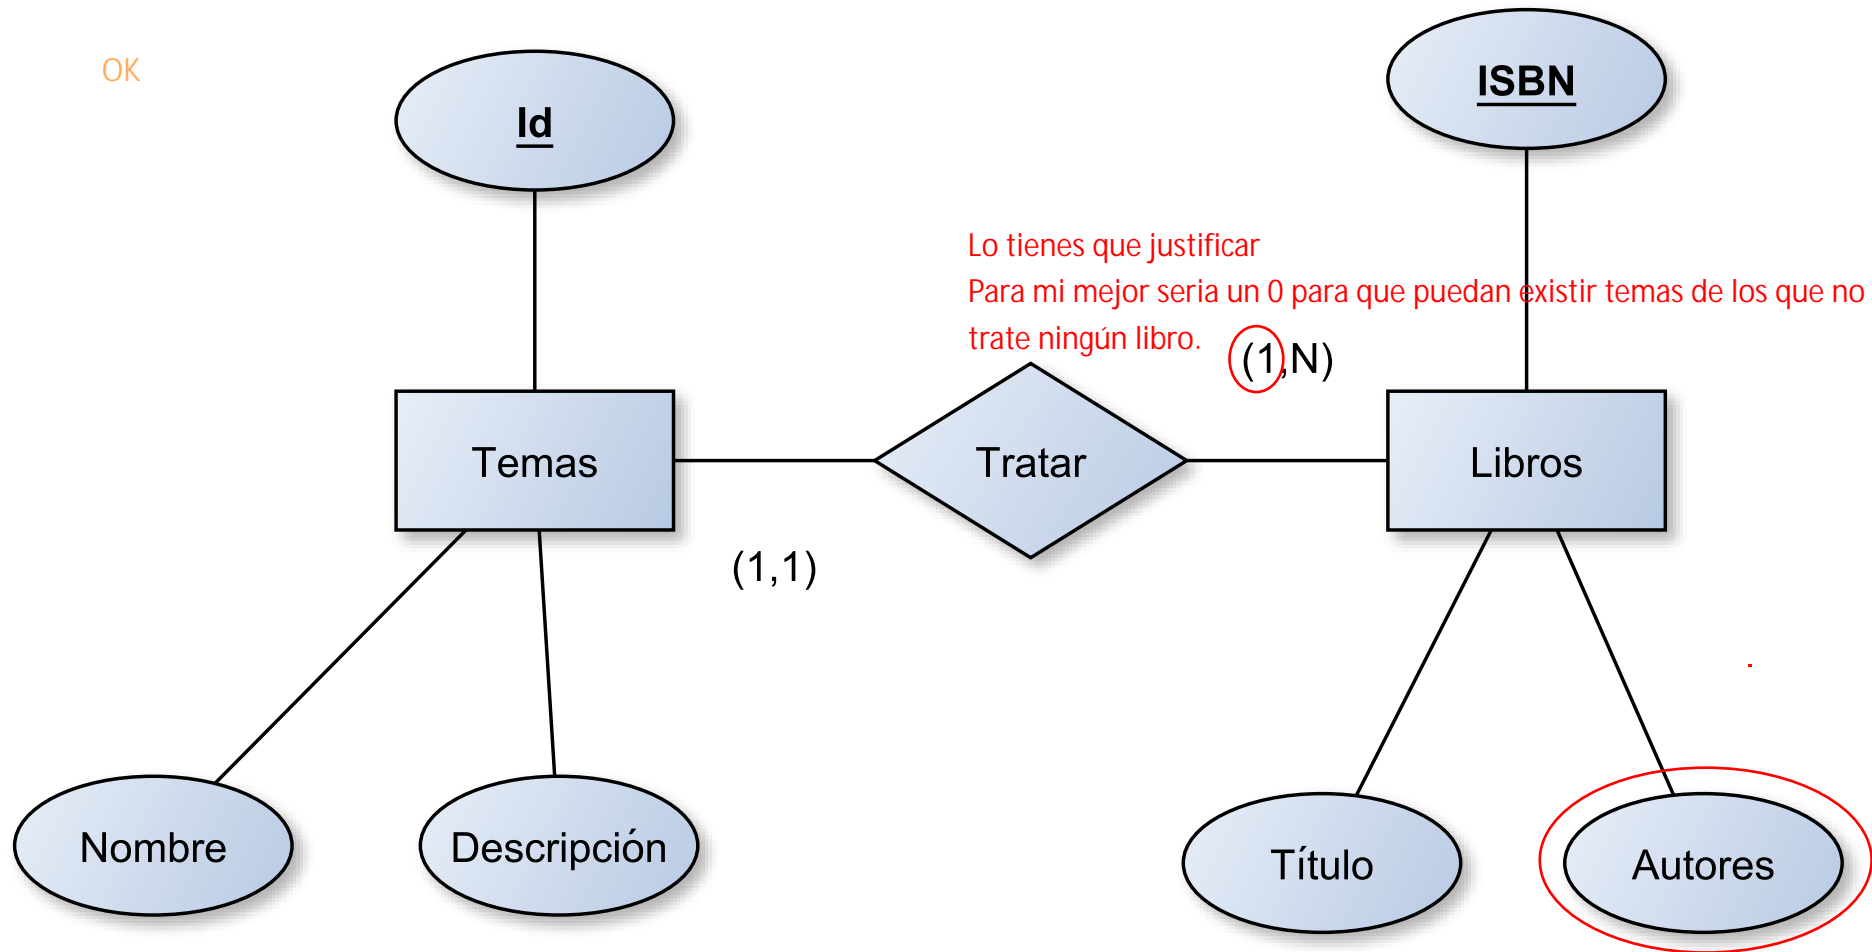 OK
Id
ISBN
Lo tienes que justificar
Para mi mejor seria un 0 para que puedan existir temas de los que no
trate ningún libro.
(1,N)
Temas
Tratar
Libros
(1,1)
Nombre
Descripción
Título
Autores